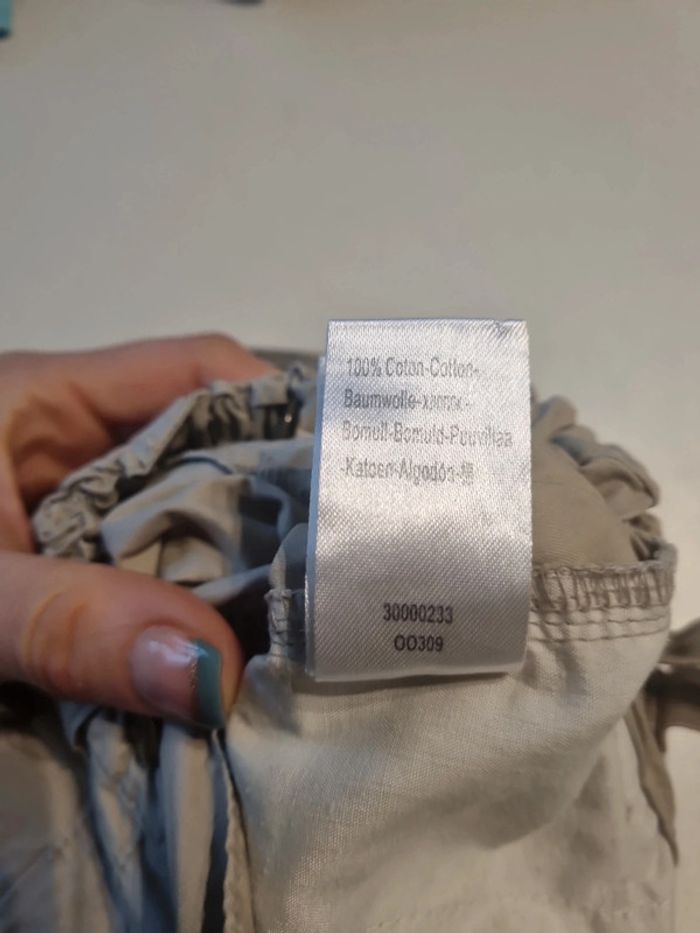 100% Coton-Cotton-
Baumwolle-хлопок-
Bomull-Bomuld-Puuvillaa
-Katoen-Algodón-棉
30000233
OO309